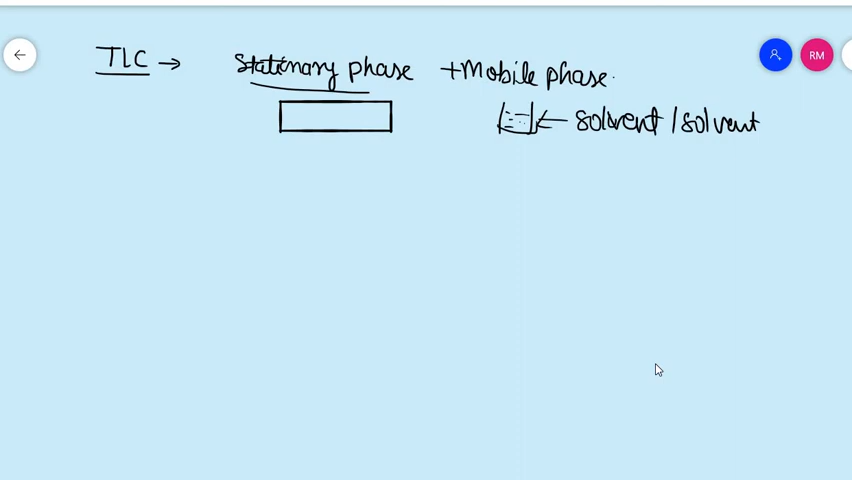 TLC → Stationary phase + Mobile phase
← solvent / solvent
RM